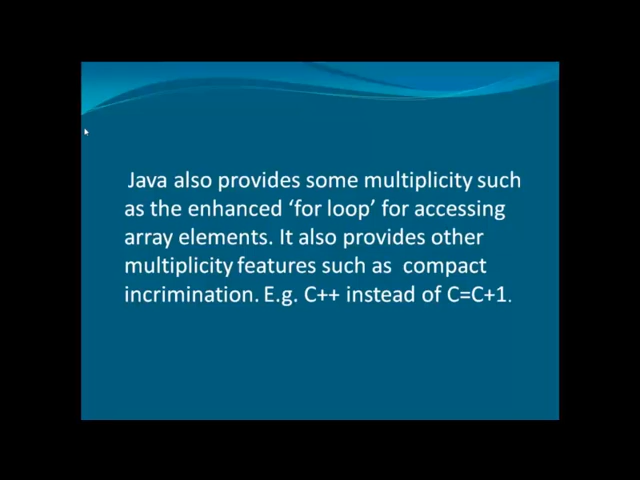 Java also provides some multiplicity such
as the enhanced ‘for loop’ for accessing
array elements. It also provides other
multiplicity features such as compact
incrimination. E.g. C++ instead of C=C+1.